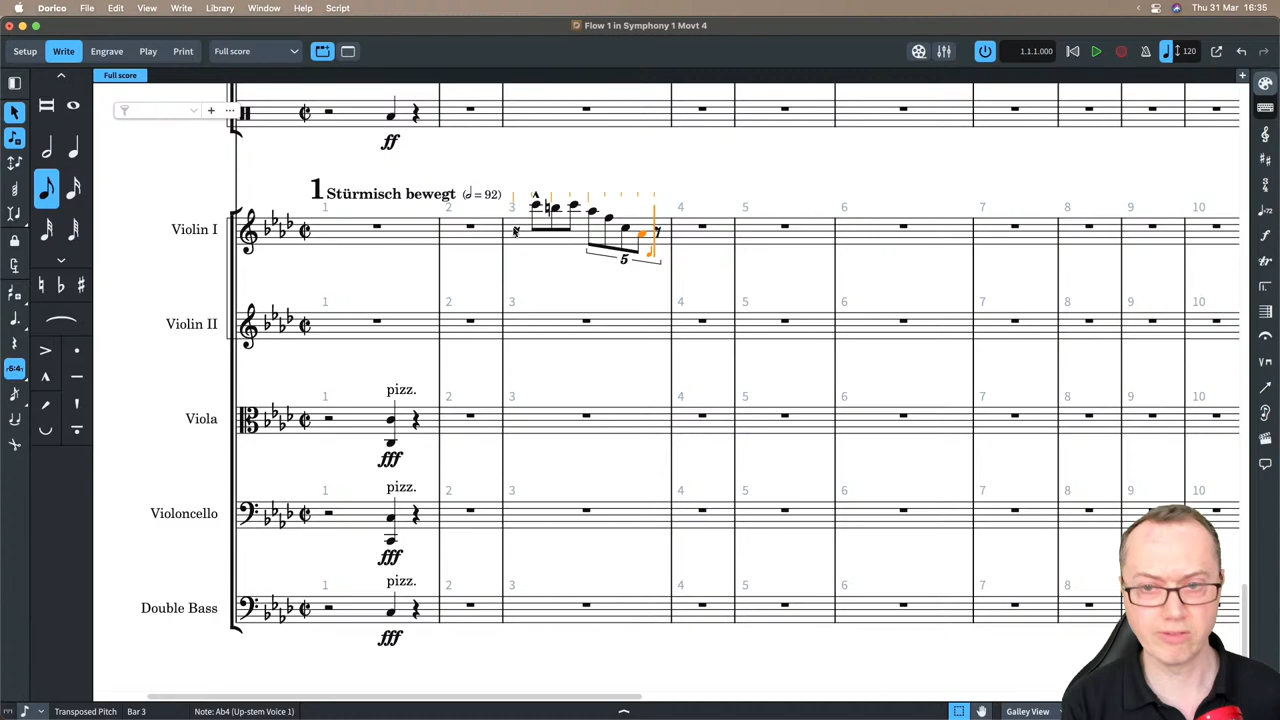 Dorico File Edit View Write Library Window Help Script
Thu 31 Mar 16:35
Flow 1 in Symphony 1 Movt 4
Setup Write Engrave Play Print Full score
1.1.1.000
120
Full score
ff
1 Stürmisch bewegt (𝅗𝅥 = 92)
1 2 3 4 5 6 7 8 9 10
Violin I
5
1 2 3 4 5 6 7 8 9 10
Violin II
pizz.
1 2 3 4 5 6 7 8 9 10
Viola
fff
pizz.
1 2 3 4 5 6 7 8 9 10
Violoncello
fff
pizz.
1 2 3 4 5 6 7 8
Double Bass
fff
5:4
Transposed Pitch Bar 3 Note: Ab4 (Up-stem Voice 1) Galley View